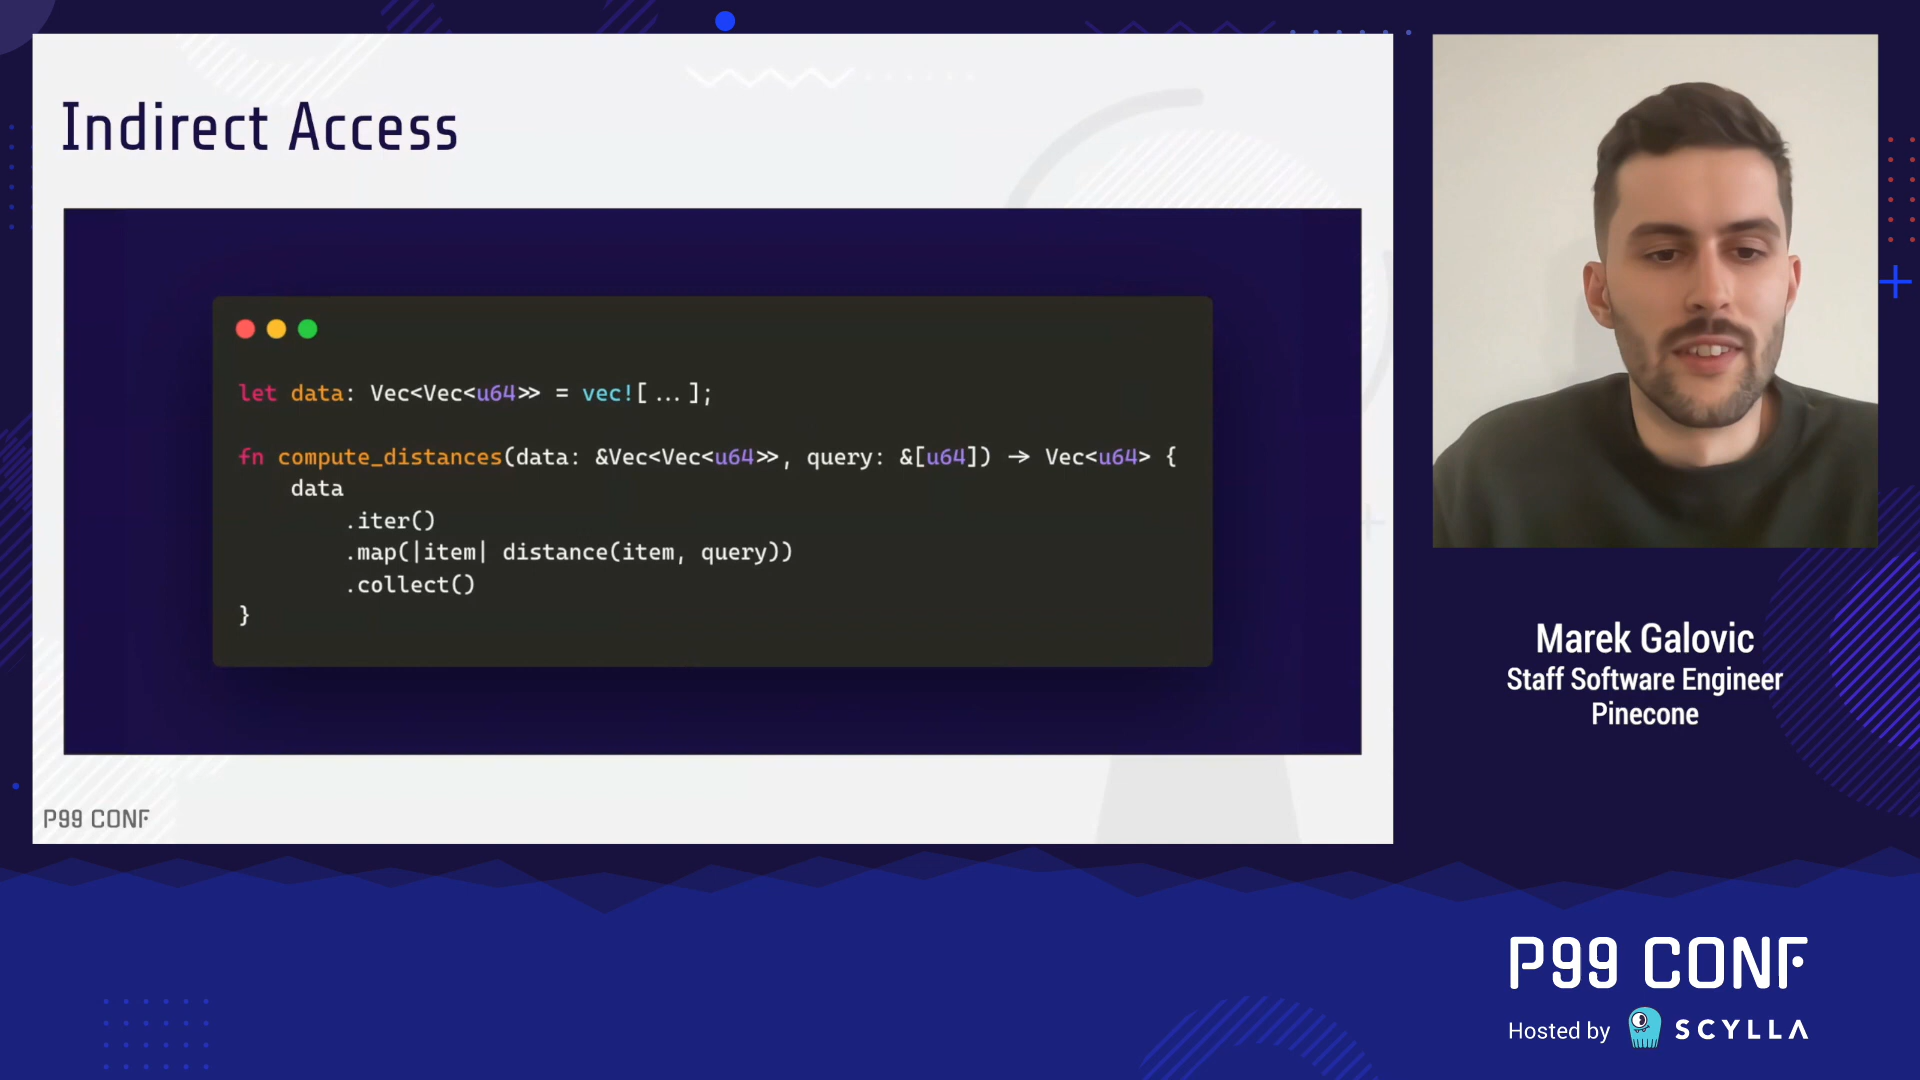 Indirect Access
let data: Vec<Vec<u64>> = vec![...];
fn compute_distances(data: &Vec<Vec<u64>>, query: &[u64]) -> Vec<u64> {
    data
        .iter()
        .map(|item| distance(item, query))
        .collect()
}
P99 CONF
Marek Galovic
Staff Software Engineer
Pinecone
P99 CONF
Hosted by SCYLLA